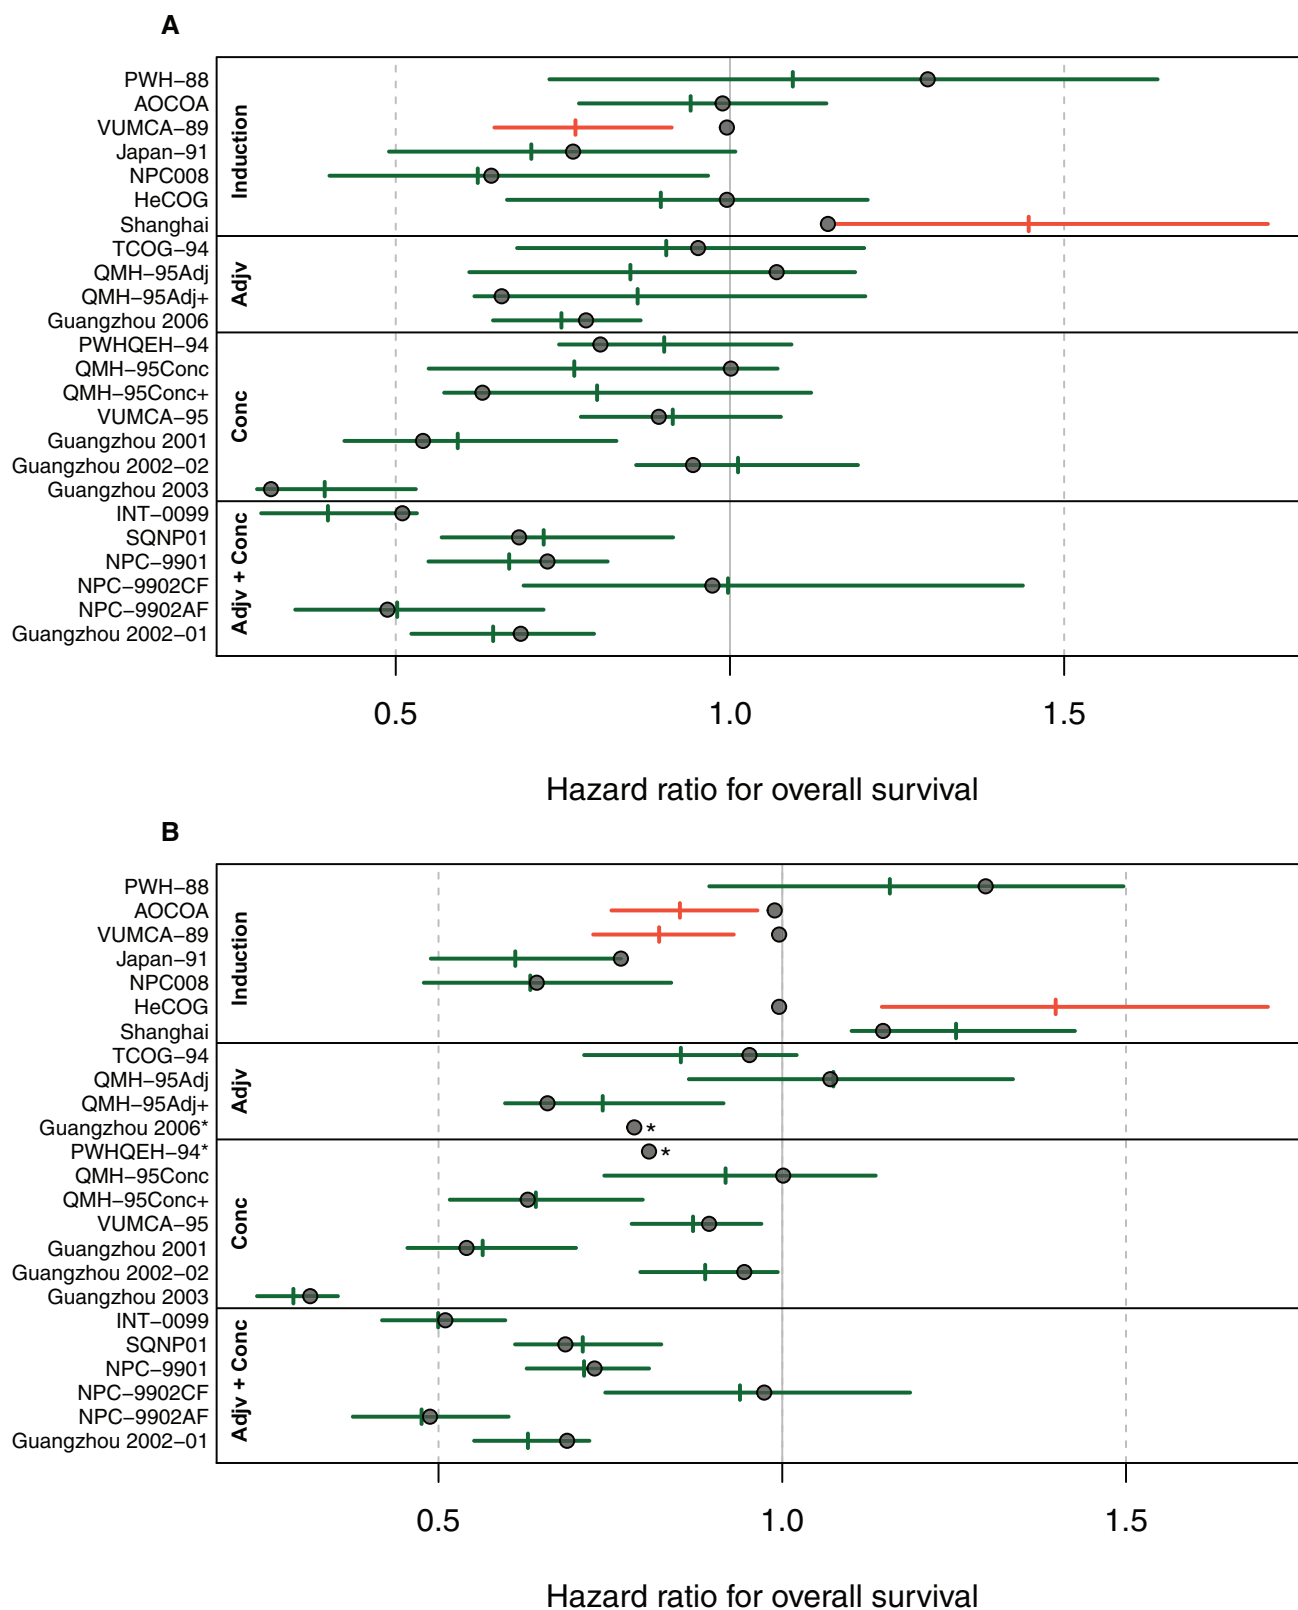 A
PWH−88
AOCOA
VUMCA−89
Japan−91
NPC008
HeCOG
Shanghai
Induction
TCOG−94
QMH−95Adj
QMH−95Adj+
Guangzhou 2006
Adjv
PWHQEH−94
QMH−95Conc
QMH−95Conc+
VUMCA−95
Guangzhou 2001
Guangzhou 2002−02
Guangzhou 2003
Conc
INT−0099
SQNP01
NPC−9901
NPC−9902CF
NPC−9902AF
Guangzhou 2002−01
Adjv + Conc
0.5 1.0 1.5
Hazard ratio for overall survival
B
PWH−88
AOCOA
VUMCA−89
Japan−91
NPC008
HeCOG
Shanghai
Induction
TCOG−94
QMH−95Adj
QMH−95Adj+
Guangzhou 2006* *
Adjv
PWHQEH−94* *
QMH−95Conc
QMH−95Conc+
VUMCA−95
Guangzhou 2001
Guangzhou 2002−02
Guangzhou 2003
Conc
INT−0099
SQNP01
NPC−9901
NPC−9902CF
NPC−9902AF
Guangzhou 2002−01
Adjv + Conc
0.5 1.0 1.5
Hazard ratio for overall survival